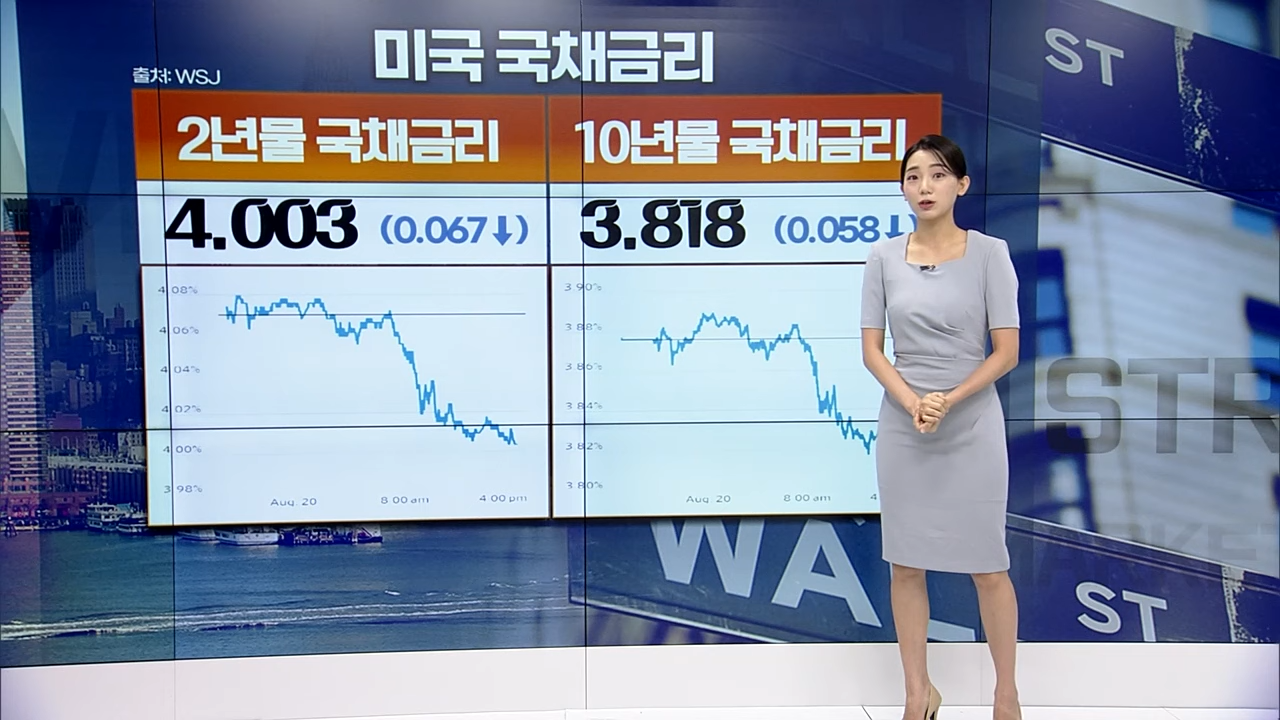 미국 국채금리
출처: WSJ
2년물 국채금리
10년물 국채금리
4.003 (0.067↓)
3.818 (0.058↓)
4.08%
4.06%
4.04%
4.02%
4.00%
3.98%
Aug. 20
8:00 am
4:00 pm
3.90%
3.88%
3.86%
3.84%
3.82%
3.80%
Aug. 20
8:00 am
4
ST
STR
WA
ST